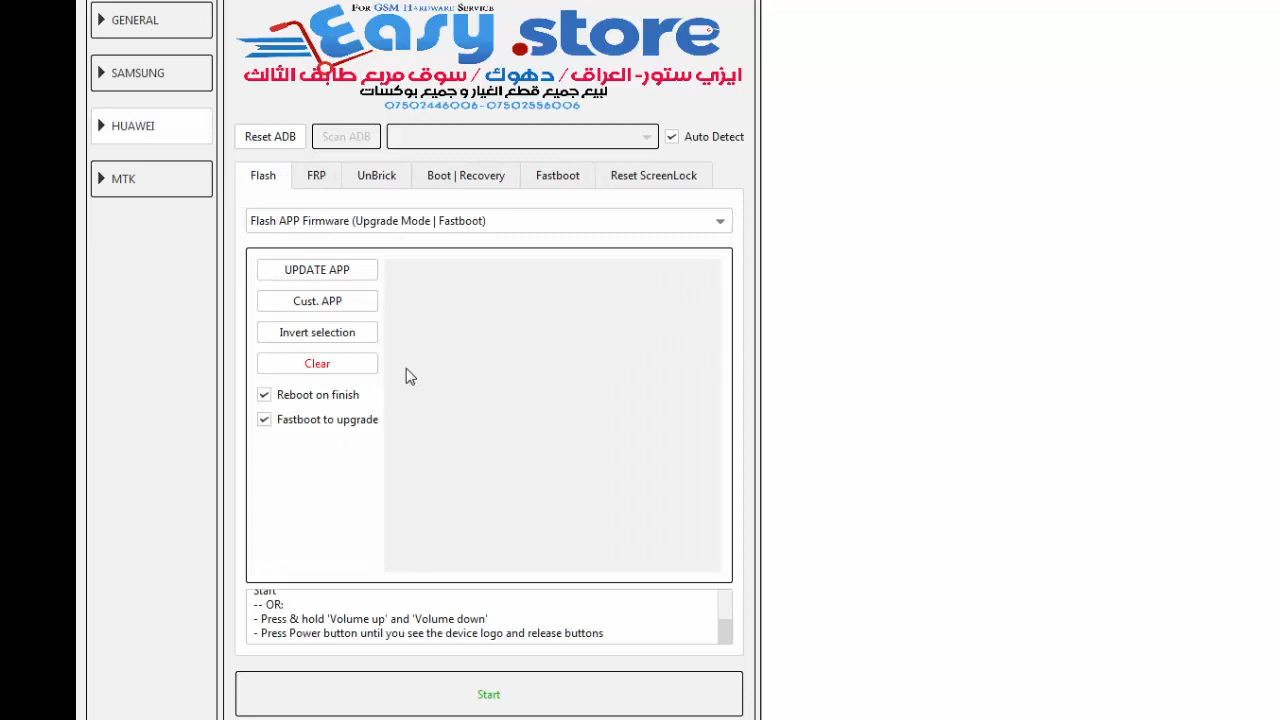 GENERAL
SAMSUNG
HUAWEI
MTK
FOR GSM HARDWARE SERVICE
Easy.store
ايزي ستور- العراق/ دهوك / سوق مريع طابق الثالث
لبيع جميع قطع الغيار و جميع بوكسات
07502446006-07502556006
Reset ADB
Scan ADB
Auto Detect
Flash
FRP
UnBrick
Boot | Recovery
Fastboot
Reset ScreenLock
Flash APP Firmware (Upgrade Mode | Fastboot)
UPDATE APP
Cust. APP
Invert selection
Clear
Reboot on finish
Fastboot to upgrade
Start
-- OR:
- Press & hold 'Volume up' and 'Volume down'
- Press Power button until you see the device logo and release buttons
Start